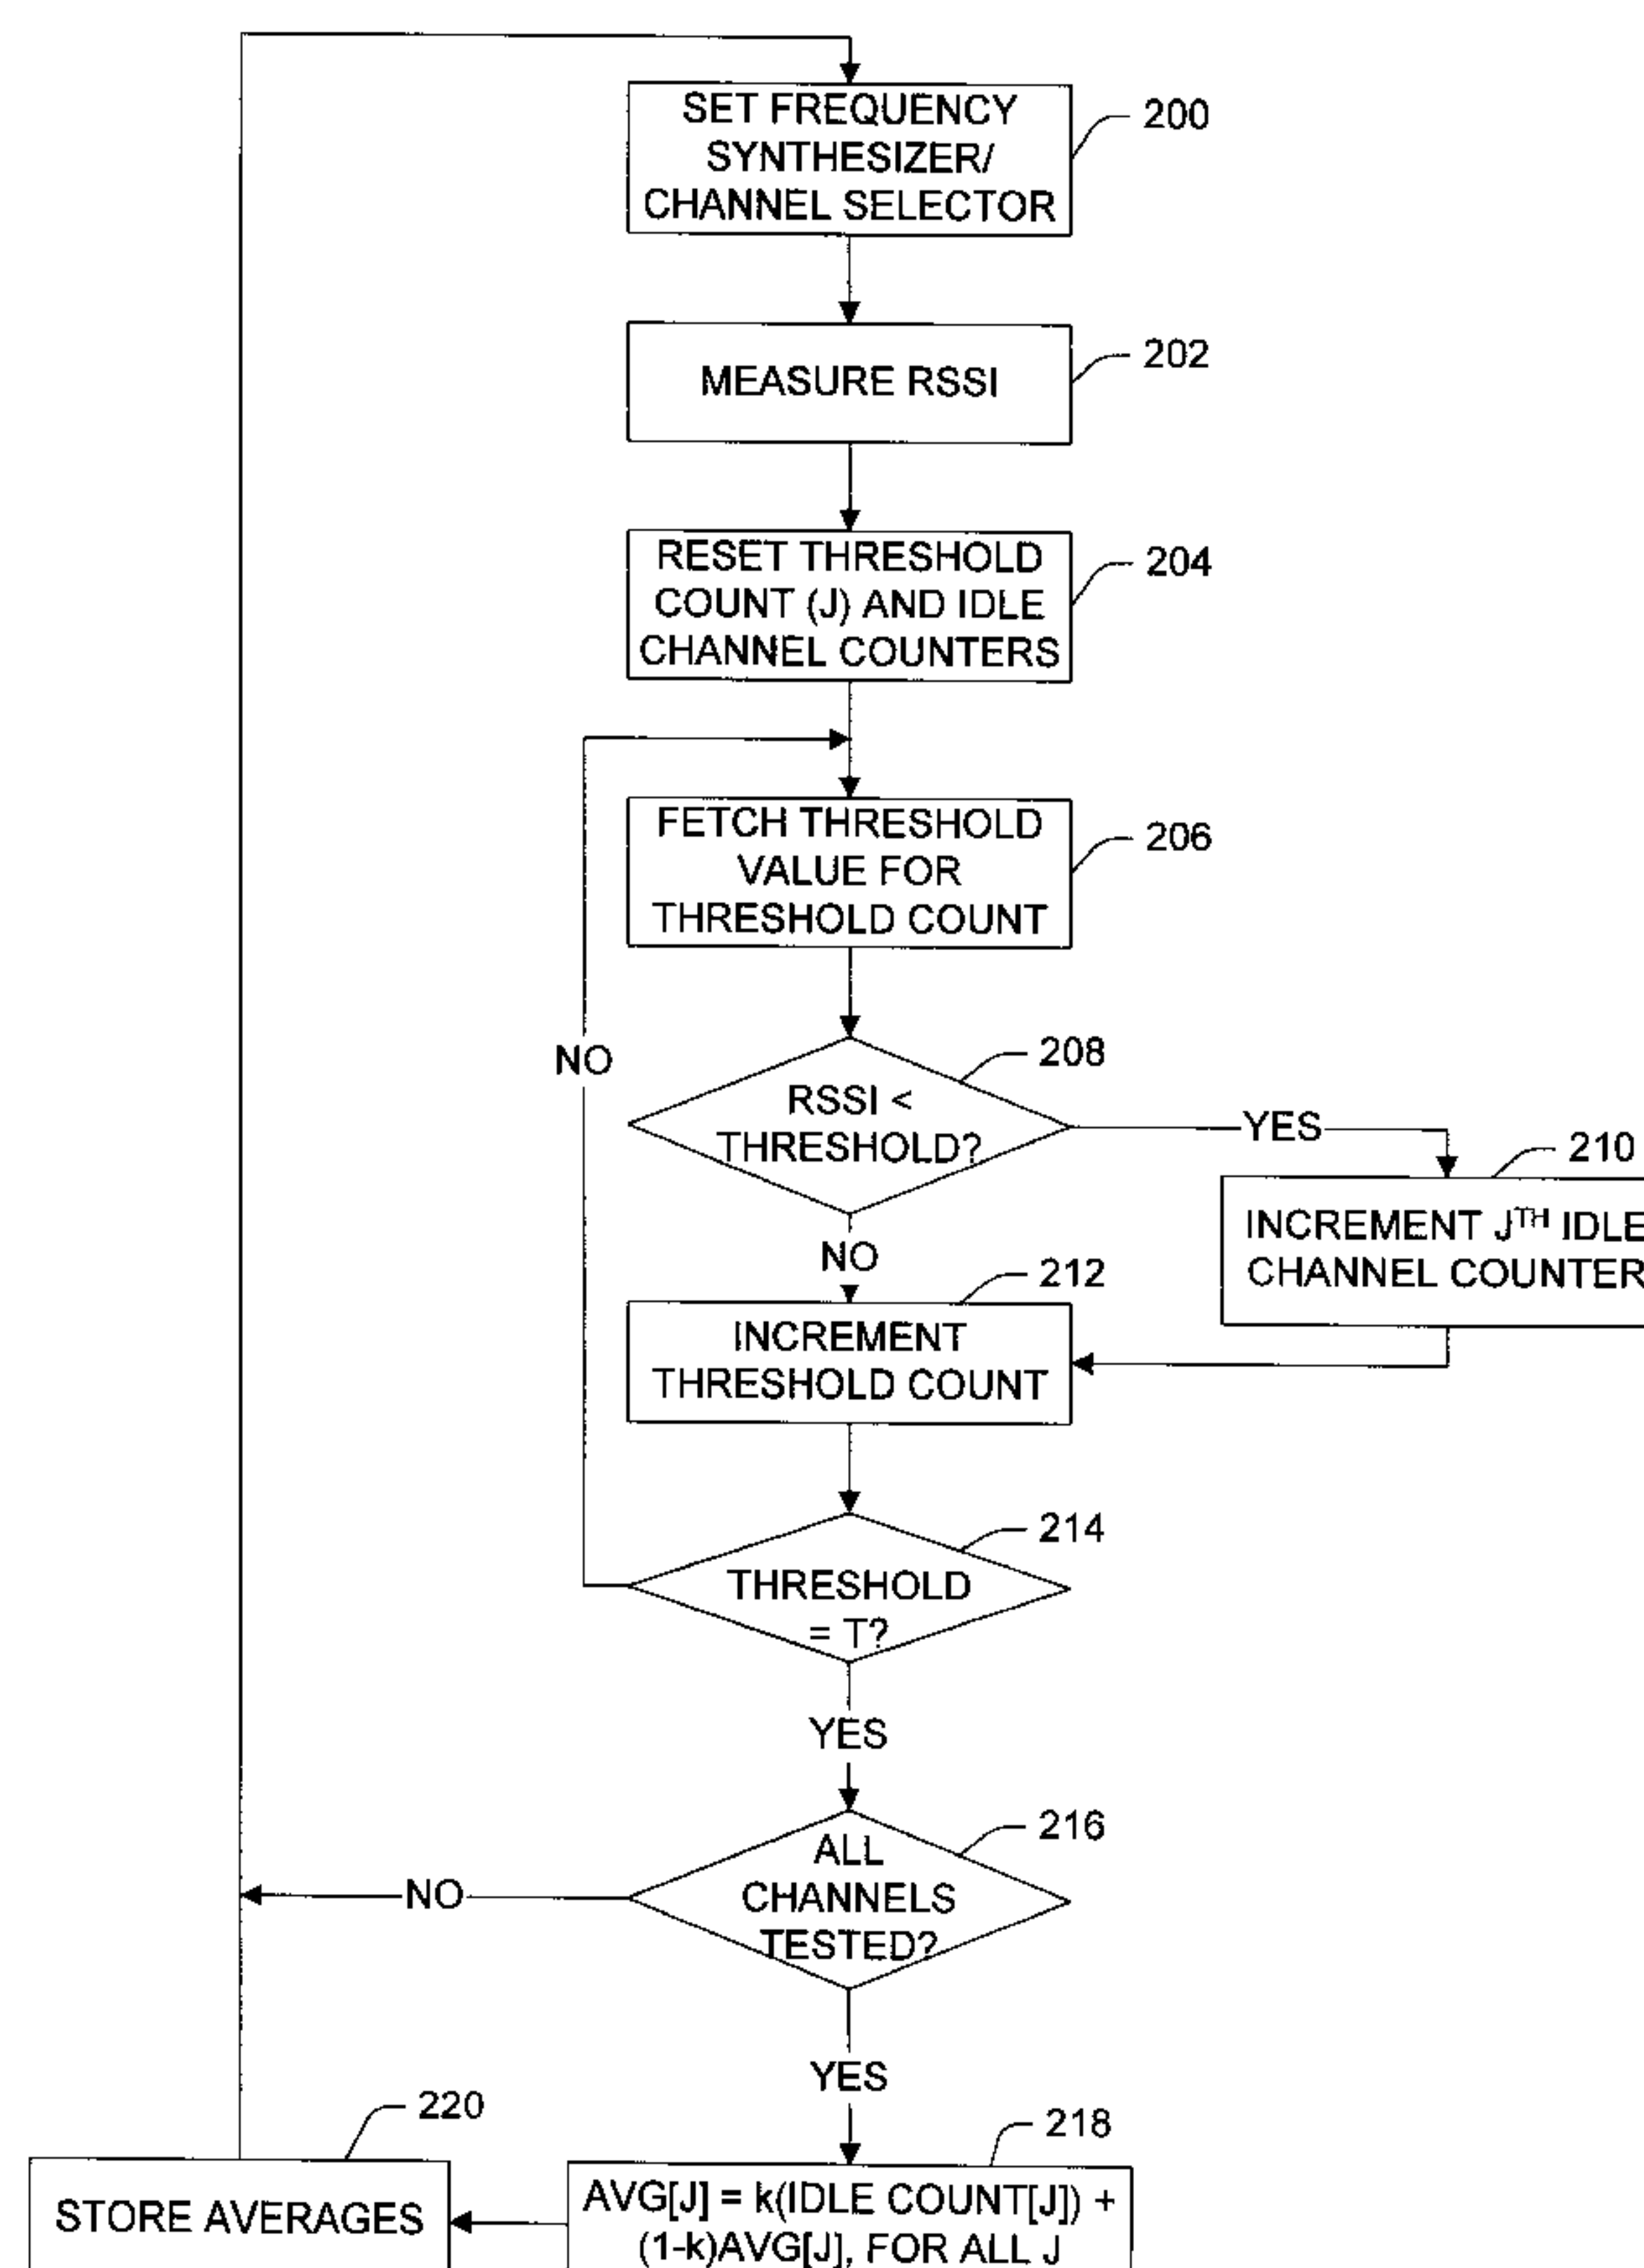 SET FREQUENCY
SYNTHESIZER/
CHANNEL SELECTOR
200
MEASURE RSSI
202
RESET THRESHOLD
COUNT (J) AND IDLE
CHANNEL COUNTERS
204
FETCH THRESHOLD
VALUE FOR
THRESHOLD COUNT
206
NO
208
RSSI <
THRESHOLD?
YES
210
INCREMENT JTH IDLE
CHANNEL COUNTER
NO
212
INCREMENT
THRESHOLD COUNT
214
THRESHOLD
= T?
YES
216
ALL
CHANNELS
TESTED?
NO
YES
220
218
STORE AVERAGES
AVG[J] = k(IDLE COUNT[J]) +
(1-k)AVG[J], FOR ALL J